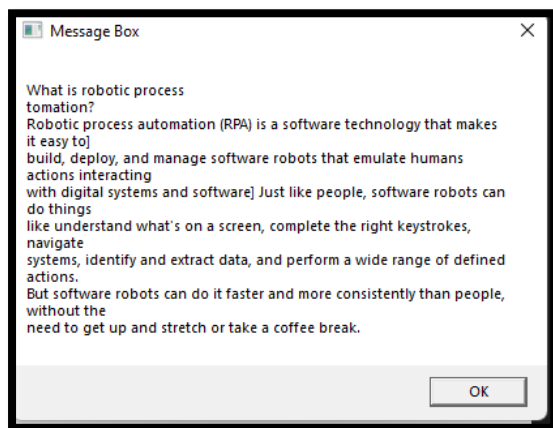 Message Box
What is robotic process
tomation?
Robotic process automation (RPA) is a software technology that makes
it easy to]
build, deploy, and manage software robots that emulate humans
actions interacting
with digital systems and software] Just like people, software robots can
do things
like understand what's on a screen, complete the right keystrokes,
navigate
systems, identify and extract data, and perform a wide range of defined
actions.
But software robots can do it faster and more consistently than people,
without the
need to get up and stretch or take a coffee break.
OK